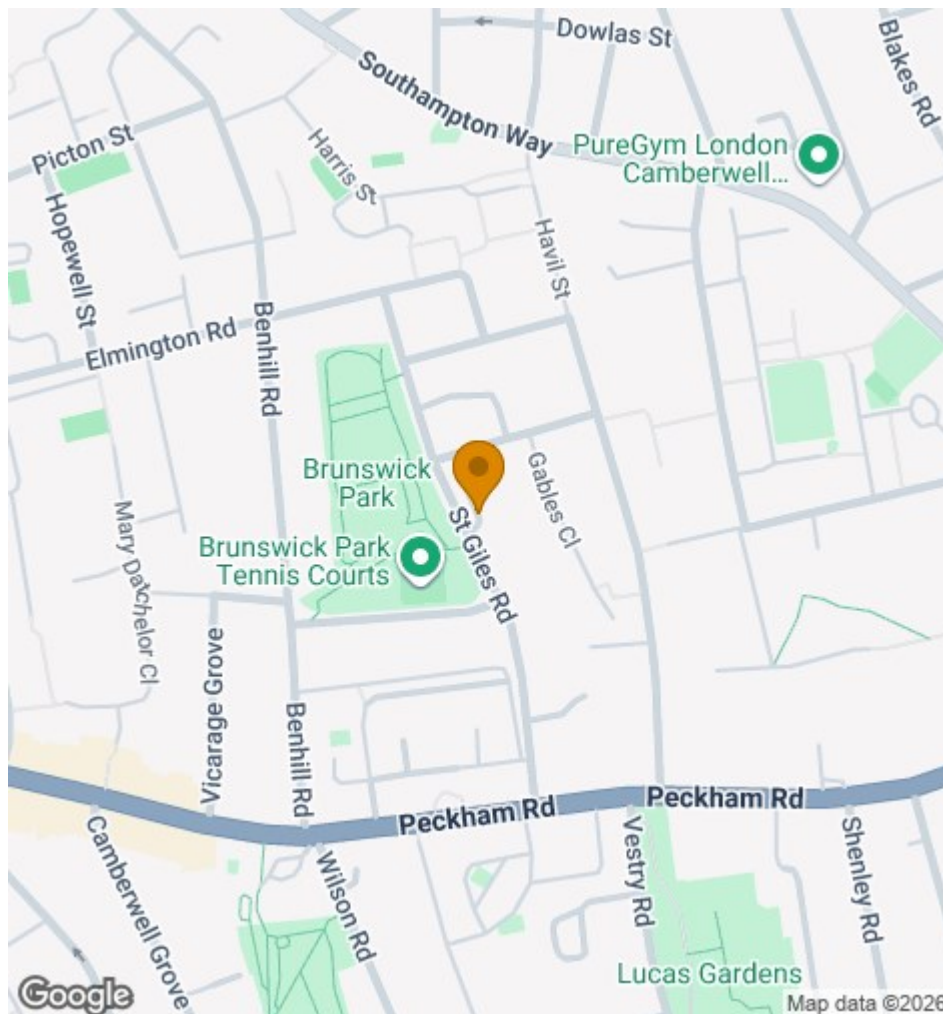 Dowlas St
Blakes Rd
Southampton Way
PureGym London
Camberwell...
Picton St
Harris St
Hopewell St
Havil St
Elmington Rd
Benhill Rd
Brunswick
Park
Gables Cl
St Giles Rd
Brunswick Park
Tennis Courts
Mary Datchelor Cl
Vicarage Grove
Benhill Rd
Peckham Rd
Peckham Rd
Camberwell Grove
Wilson Rd
Vestry Rd
Shenley Rd
Lucas Gardens
Google
Map data ©2026